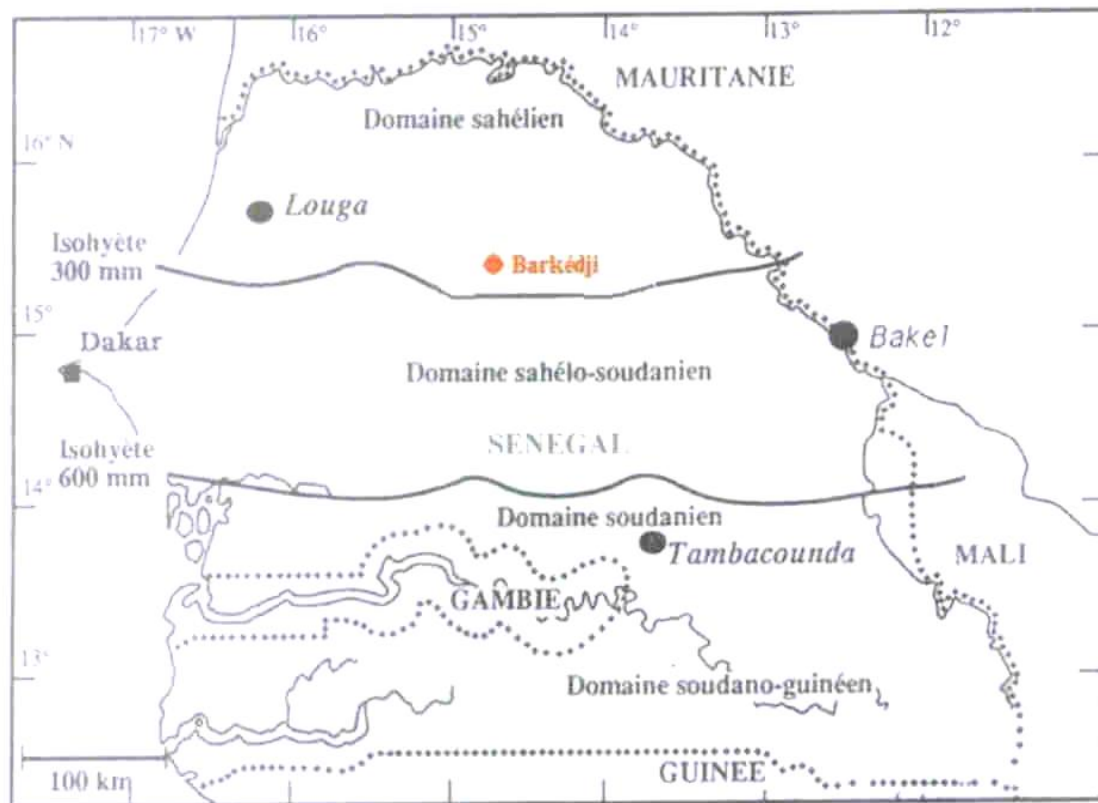 17° W 16° 15° 14° 13° 12°
MAURITANIE
Domaine sahélien
16° N
Louga
Isohyète
300 mm
Barkédji
15°
Dakar
Bakel
Domaine sahélo-soudanien
SENEGAL
Isohyète
600 mm
14°
Domaine soudanien
Tambacounda
MALI
GAMBIE
13°
Domaine soudano-guinéen
GUINEE
100 km